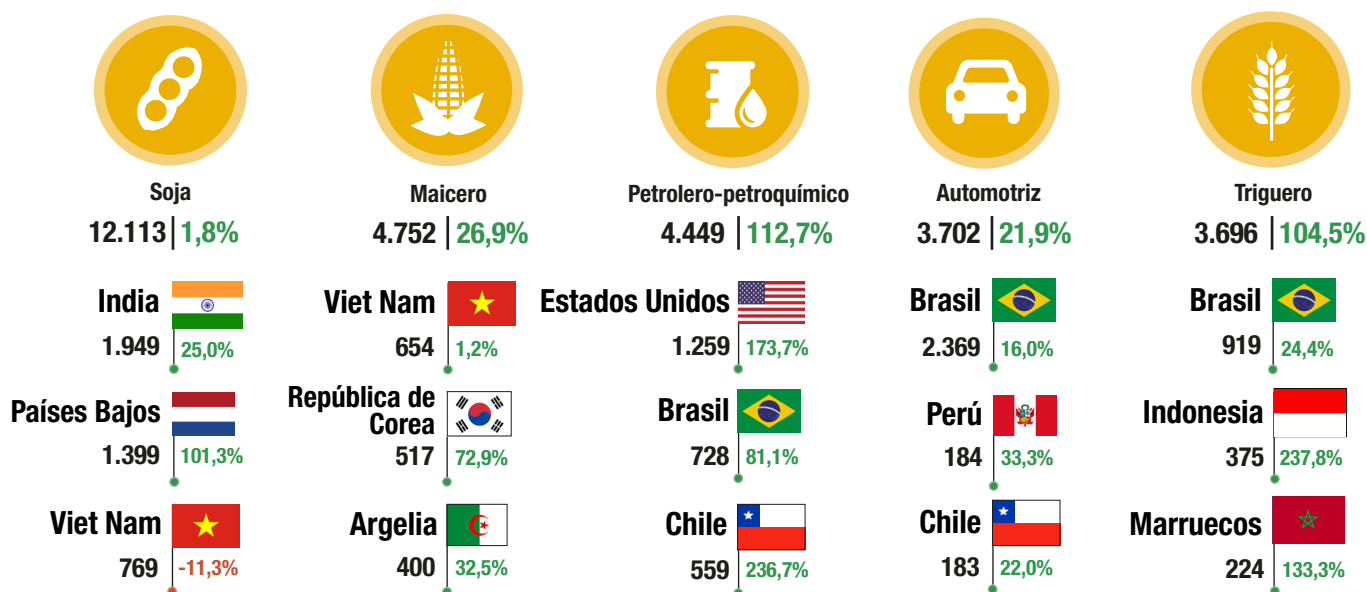 Soja
12.113 | 1,8%
India
1.949 25,0%
Países Bajos
1.399 101,3%
Viet Nam
769 -11,3%
Maicero
4.752 | 26,9%
Viet Nam
654 1,2%
República de
Corea
517 72,9%
Argelia
400 32,5%
Petrolero-petroquímico
4.449 | 112,7%
Estados Unidos
1.259 173,7%
Brasil
728 81,1%
Chile
559 236,7%
Automotriz
3.702 | 21,9%
Brasil
2.369 16,0%
Perú
184 33,3%
Chile
183 22,0%
Triguero
3.696 | 104,5%
Brasil
919 24,4%
Indonesia
375 237,8%
Marruecos
224 133,3%